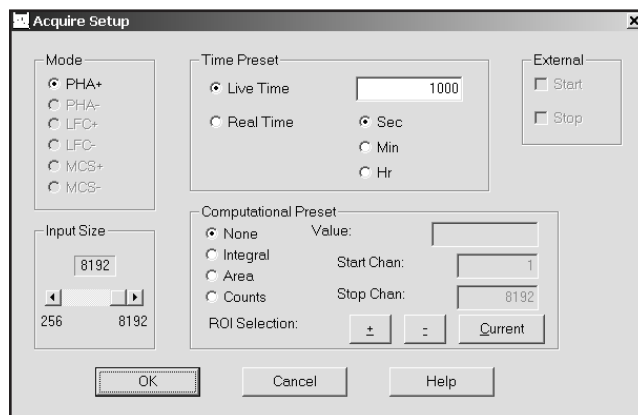 Acquire Setup
Mode
PHA+
PHA-
LFC+
LFC-
MCS+
MCS-
Time Preset
Live Time 1000
Real Time Sec
Min
Hr
External
Start
Stop
Input Size
8192
256 8192
Computational Preset
None Value:
Integral Start Chan: 1
Area
Counts Stop Chan: 8192
ROI Selection: + - Current
OK Cancel Help